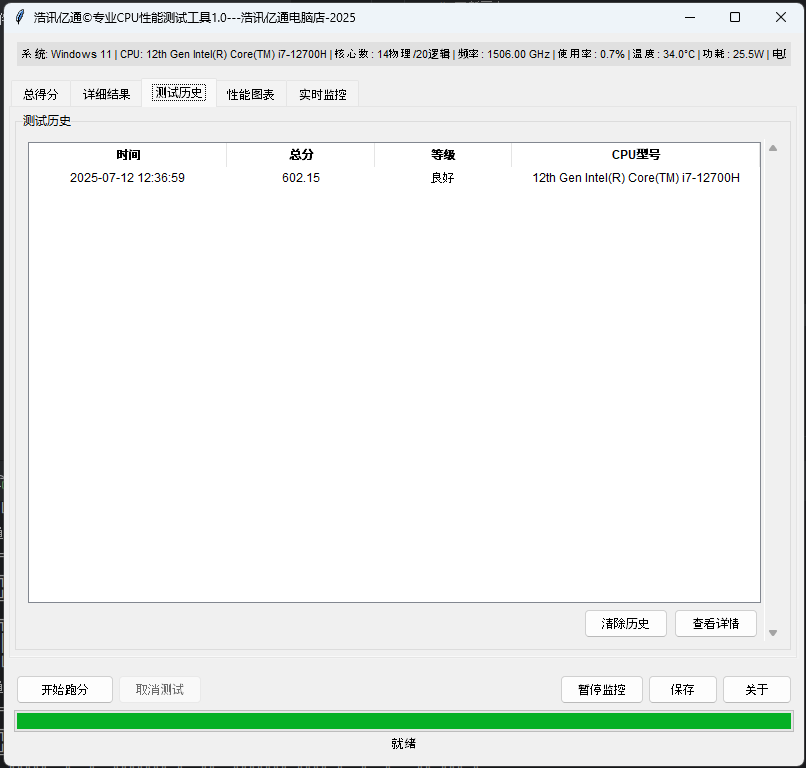 浩讯亿通©专业CPU性能测试工具1.0---浩讯亿通电脑店-2025
系统: Windows 11 | CPU: 12th Gen Intel(R) Core(TM) i7-12700H | 核心数: 14物理/20逻辑 | 频率: 1506.00 GHz | 使用率: 0.7% | 温度: 34.0°C | 功耗: 25.5W |
总得分 详细结果 测试历史 性能图表 实时监控
测试历史
时间 总分 等级 CPU型号
2025-07-12 12:36:59 602.15 良好 12th Gen Intel(R) Core(TM) i7-12700H
清除历史 查看详情
开始跑分 取消测试 暂停监控 保存 关于
就绪